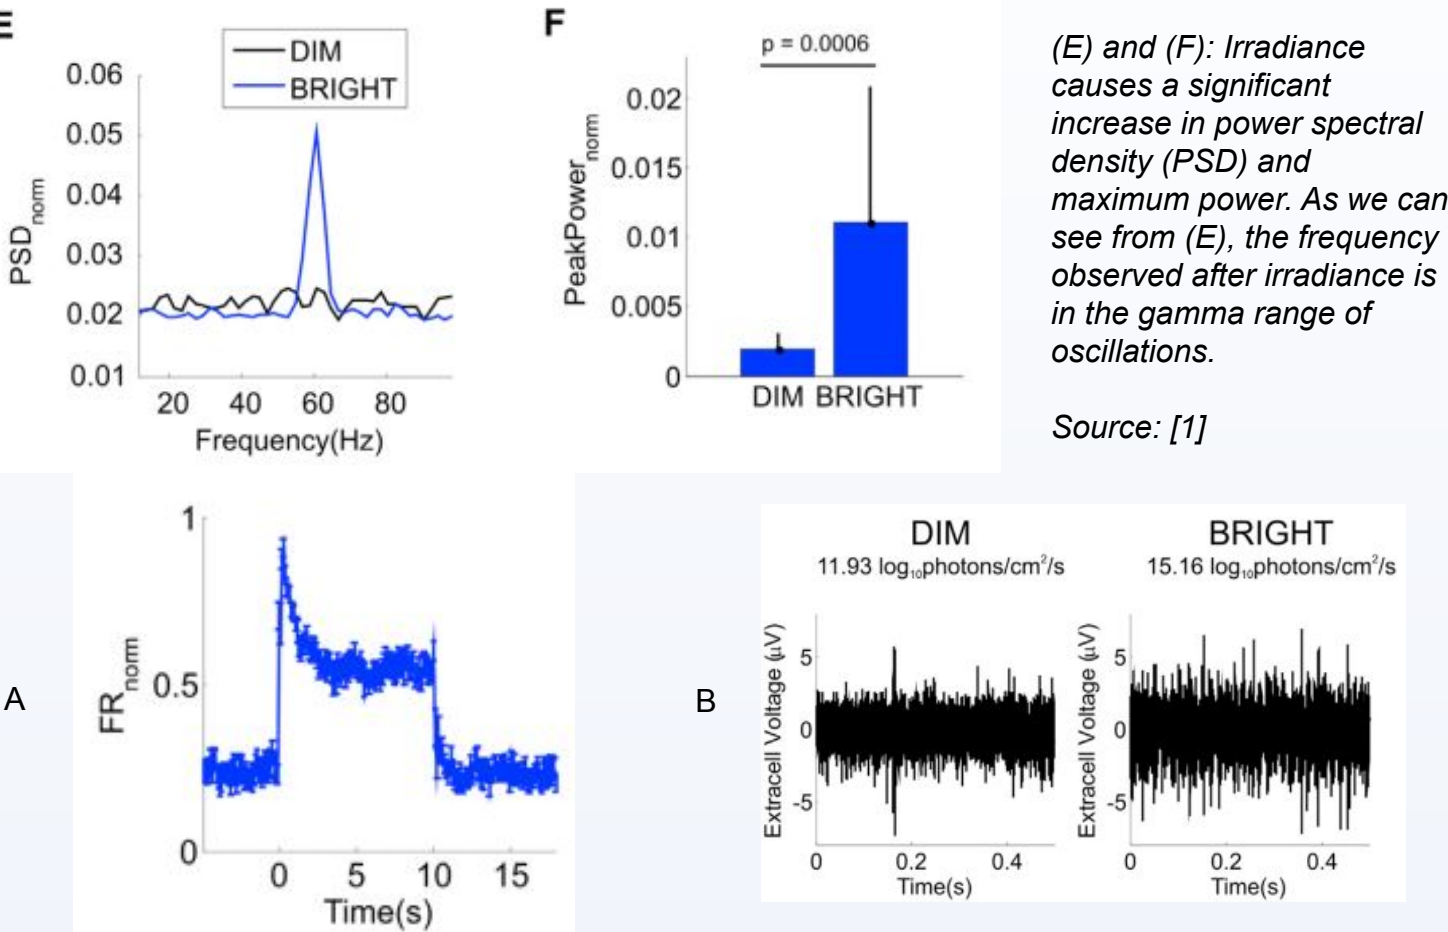 E
DIM
BRIGHT
0.06
0.05
0.04
0.03
0.02
0.01
PSDnorm
20 40 60 80
Frequency(Hz)
F
p = 0.0006
0.02
0.015
0.01
0.005
0
PeakPowernorm
DIM BRIGHT
(E) and (F): Irradiance
causes a significant
increase in power spectral
density (PSD) and
maximum power. As we can
see from (E), the frequency
observed after irradiance is
in the gamma range of
oscillations.
Source: [1]
A
1
0.5
0
FRnorm
0 5 10 15
Time(s)
B
DIM
11.93 log10photons/cm²/s
5
0
-5
Extracell Voltage (µV)
0 0.2 0.4
Time(s)
BRIGHT
15.16 log10photons/cm²/s
5
0
-5
Extracell Voltage (µV)
0 0.2 0.4
Time(s)